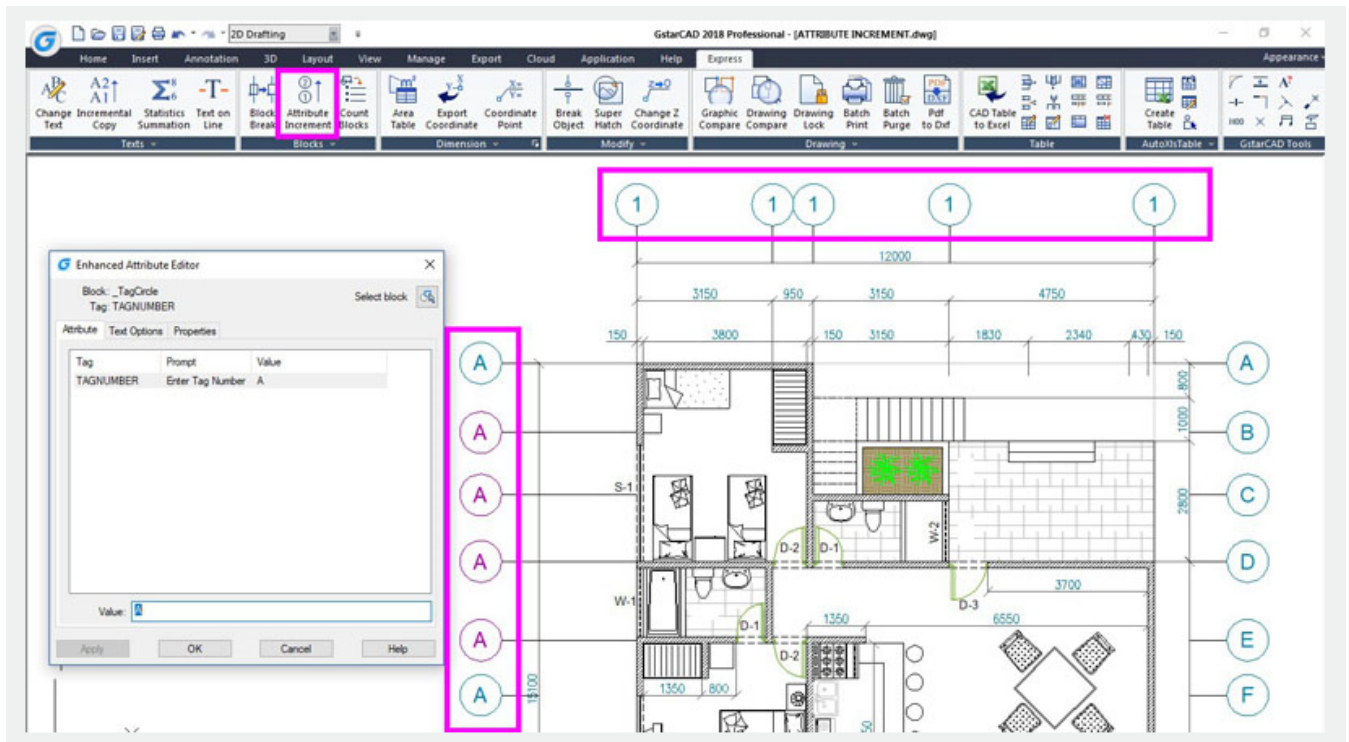 2D Drafting
GstarCAD 2018 Professional - [ATTRIBUTE INCREMENT.dwg]
Home Insert Annotation 3D Layout View Manage Export Cloud Application Help Express Appearance
Change Text
Incremental Copy
Statistics Summation
Text on Line
Block Break
Attribute Increment
Count Blocks
Area Table
Export Coordinate
Coordinate Point
Break Object
Super Hatch
Change Z Coordinate
Graphic Compare
Drawing Compare
Drawing Lock
Batch Print
Batch Purge
Pdf to Dxf
CAD Table to Excel
Create Table
Texts Blocks Dimension Modify Drawing Table AutoXlsTable GstarCAD Tools
1 1 1 1 1
12000
3150 950 3150 4750
150 3800 150 3150 1830 2340 430 150
Enhanced Attribute Editor
Block: _TagCircle
Tag: TAGNUMBER
Select block
Attribute Text Options Properties
Tag Prompt Value
TAGNUMBER Enter Tag Number A
Value: A
Apply OK Cancel Help
A A
800
1000
A B
S-1
A C
2800
W-2
D-2 D-1
A D
3700
W-1
D-3
D-1 1350 6550
A E
D-2
1350 800
15100
A F